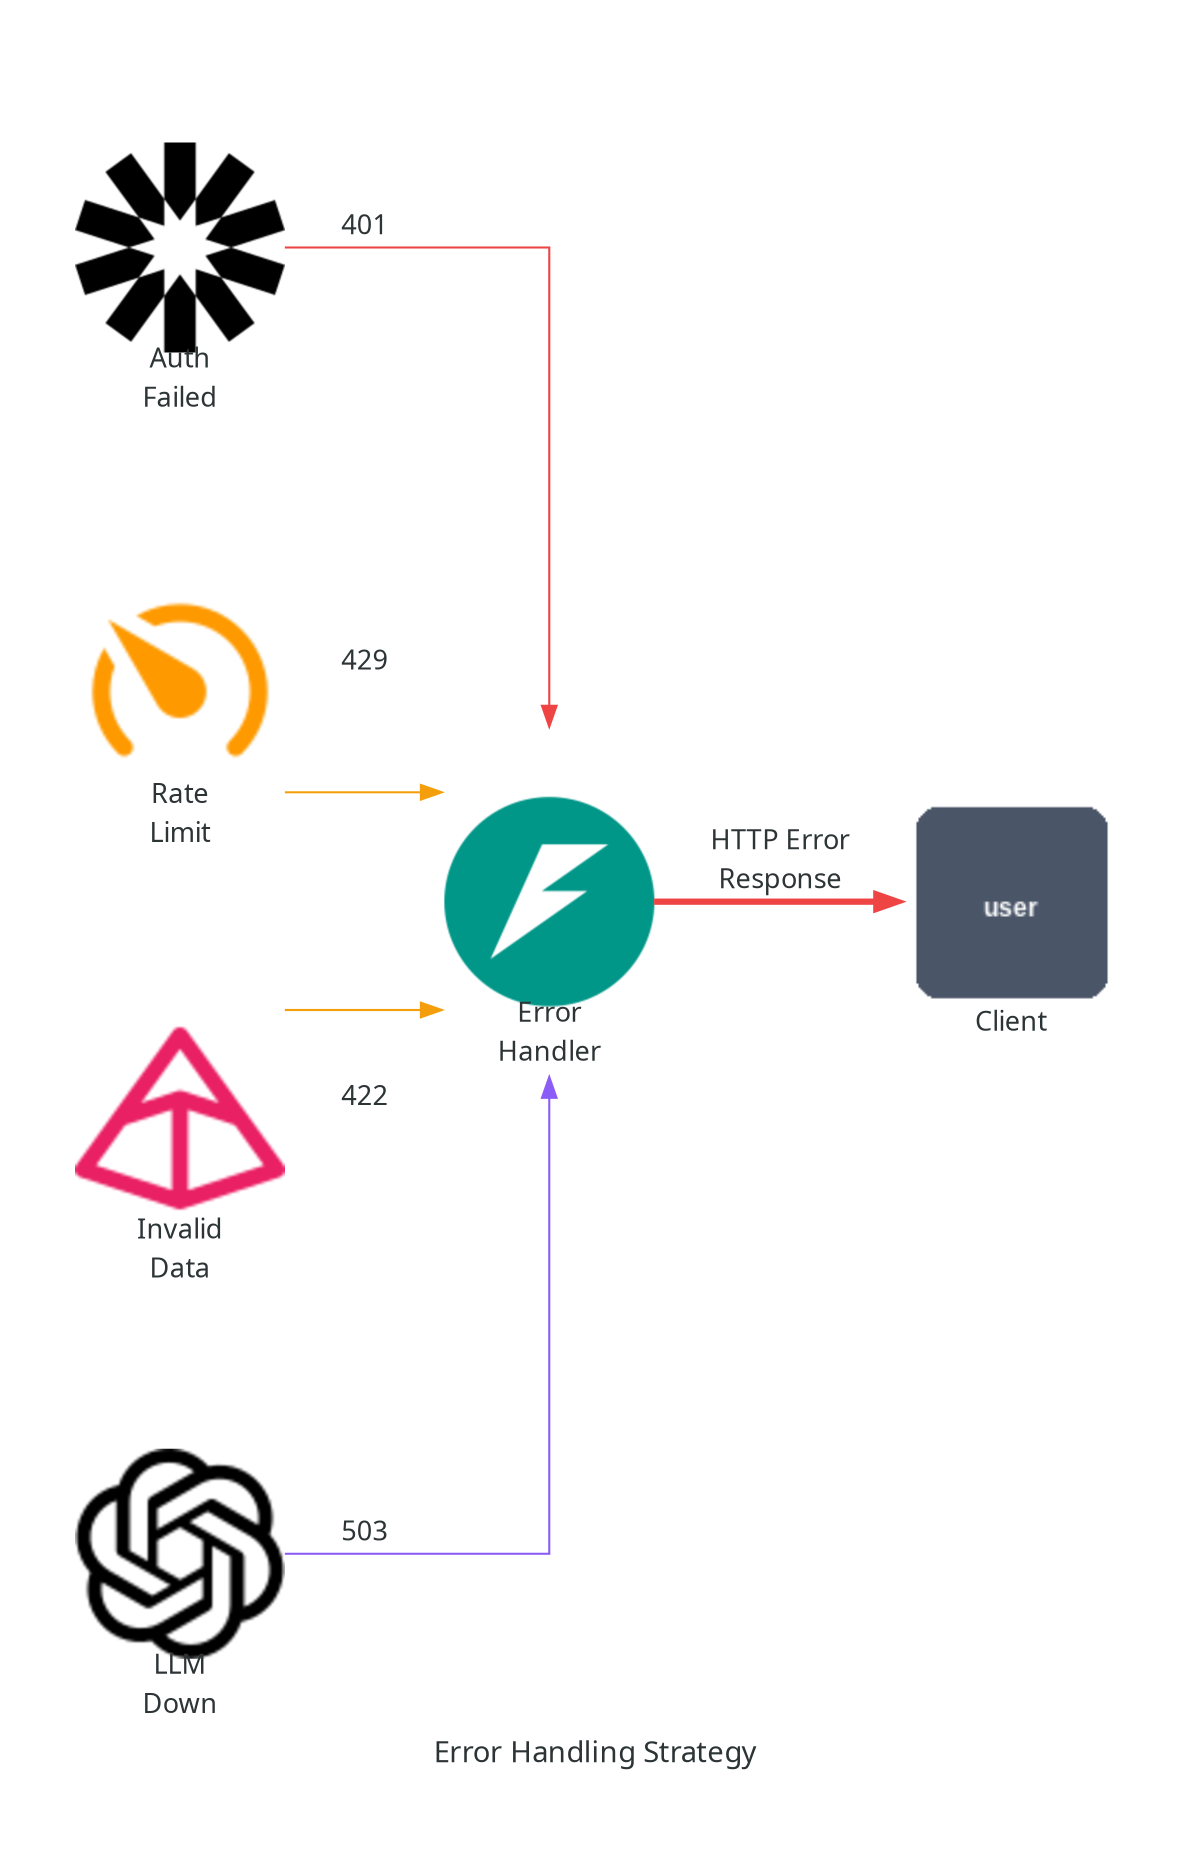 401
Auth
Failed
429
Rate
Limit
HTTP Error
Response
user
Error
Handler
Client
422
Invalid
Data
503
LLM
Down
Error Handling Strategy